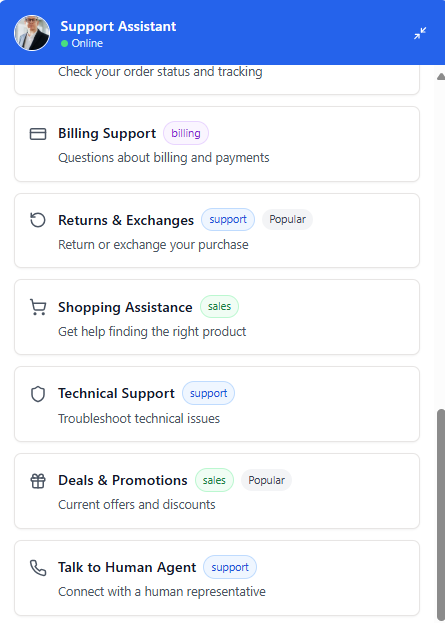 Support Assistant
Online
Check your order status and tracking
Billing Support billing
Questions about billing and payments
Returns & Exchanges support Popular
Return or exchange your purchase
Shopping Assistance sales
Get help finding the right product
Technical Support support
Troubleshoot technical issues
Deals & Promotions sales Popular
Current offers and discounts
Talk to Human Agent support
Connect with a human representative